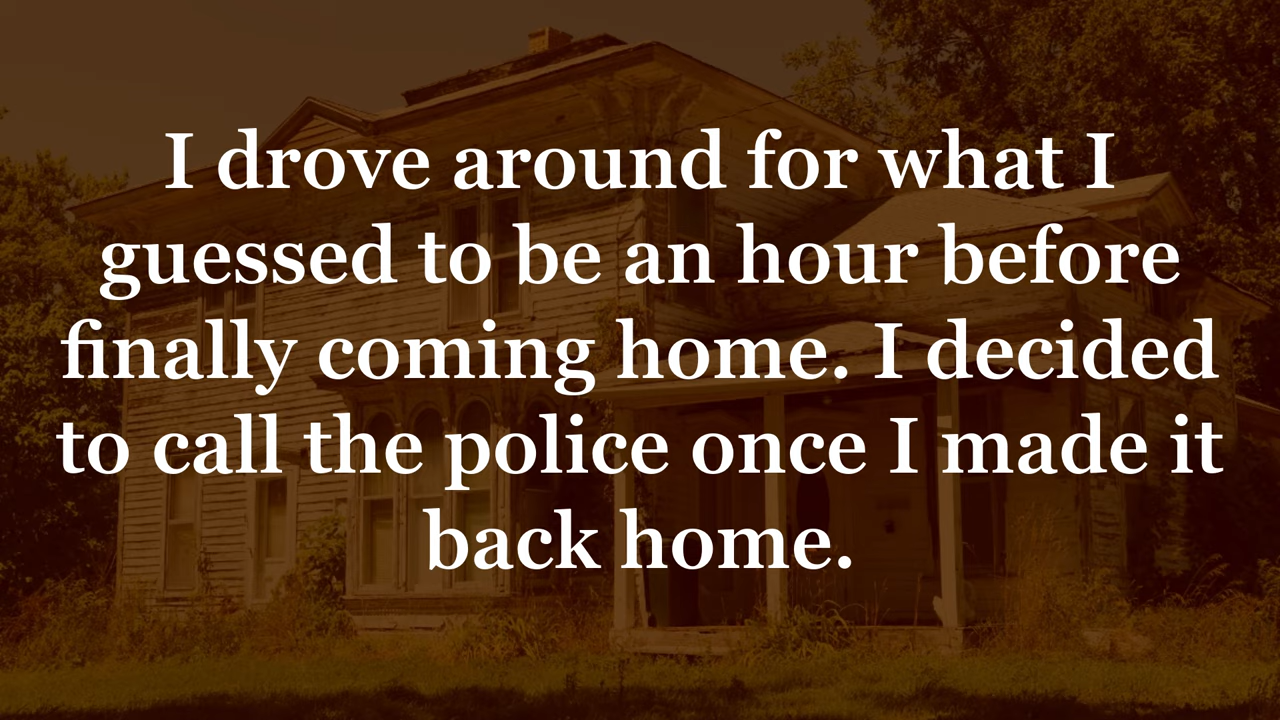 I drove around for what I
guessed to be an hour before
finally coming home. I decided
to call the police once I made it
back home.